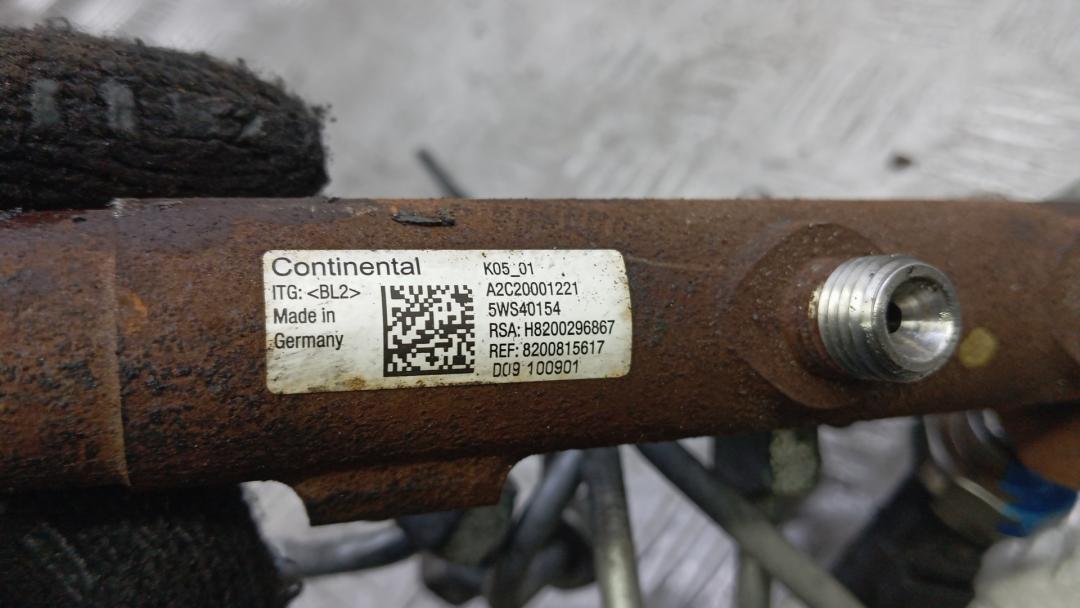 Continental
ITG: <BL2>
Made in
Germany
K05_01
A2C20001221
5WS40154
RSA: H8200296867
REF: 8200815617
D09 100901